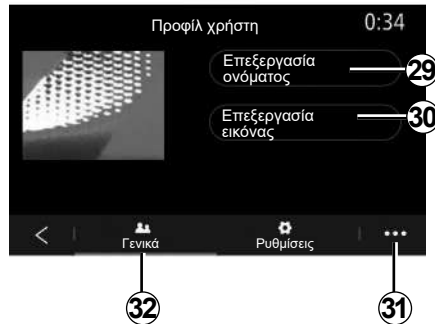 Προφίλ χρήστη
0:34
Επεξεργασία
ονόματος
29
Επεξεργασία
εικόνας
30
Γενικά
Ρυθμίσεις
32
31